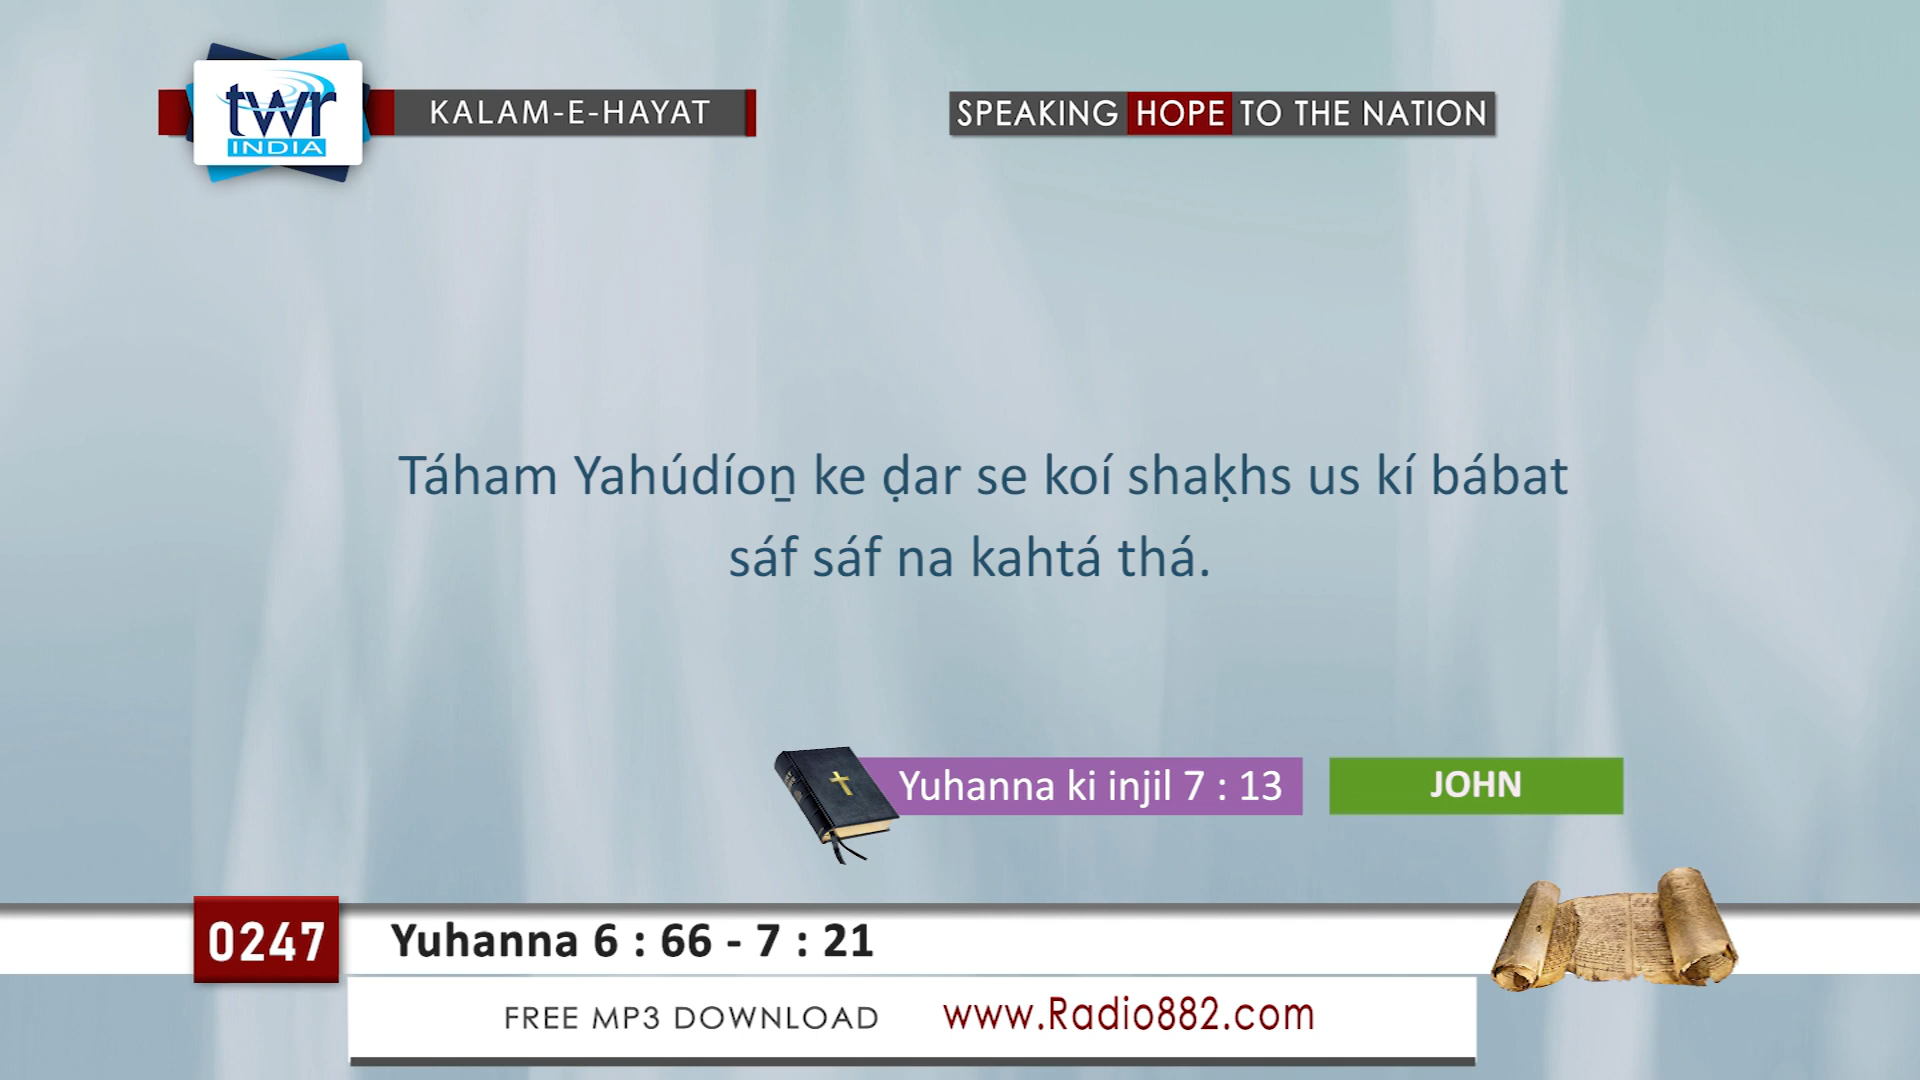 twr
INDIA
KALAM-E-HAYAT
SPEAKING HOPE TO THE NATION
Táham Yahúdíoṉ ke ḍar se koí shaḳhs us kí bábat
sáf sáf na kahtá thá.
Yuhanna ki injil 7 : 13
JOHN
0247
Yuhanna 6 : 66 - 7 : 21
FREE MP3 DOWNLOAD
www.Radio882.com